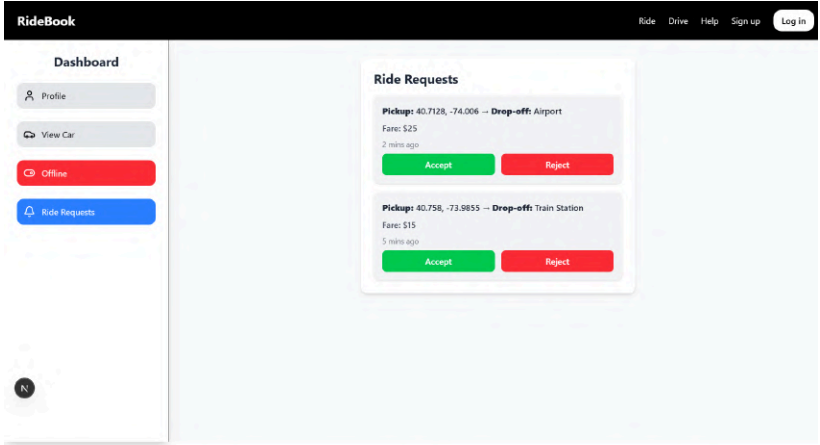 RideBook
Ride Drive Help Sign up Log in
Dashboard
Profile
View Car
Offline
Ride Requests
N
Ride Requests
Pickup: 40.7128, -74.006 → Drop-off: Airport
Fare: $25
2 mins ago
Accept Reject
Pickup: 40.758, -73.9855 → Drop-off: Train Station
Fare: $15
5 mins ago
Accept Reject